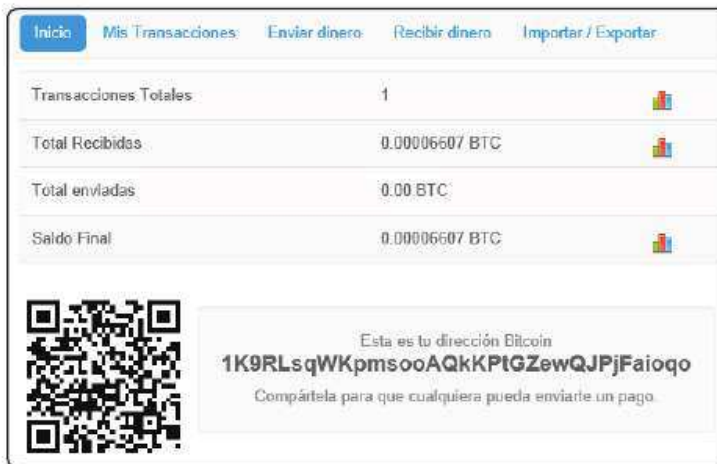 Inicio Mis Transacciones Enviar dinero Recibir dinero Importar / Exportar
Transacciones Totales 1
Total Recibidas 0.00006607 BTC
Total enviadas 0.00 BTC
Saldo Final 0.00006607 BTC
Esta es tu dirección Bitcoin
1K9RLsqWKpmsooAQkKPtGZewQJPjFaioqo
Compártela para que cualquiera pueda enviarte un pago.